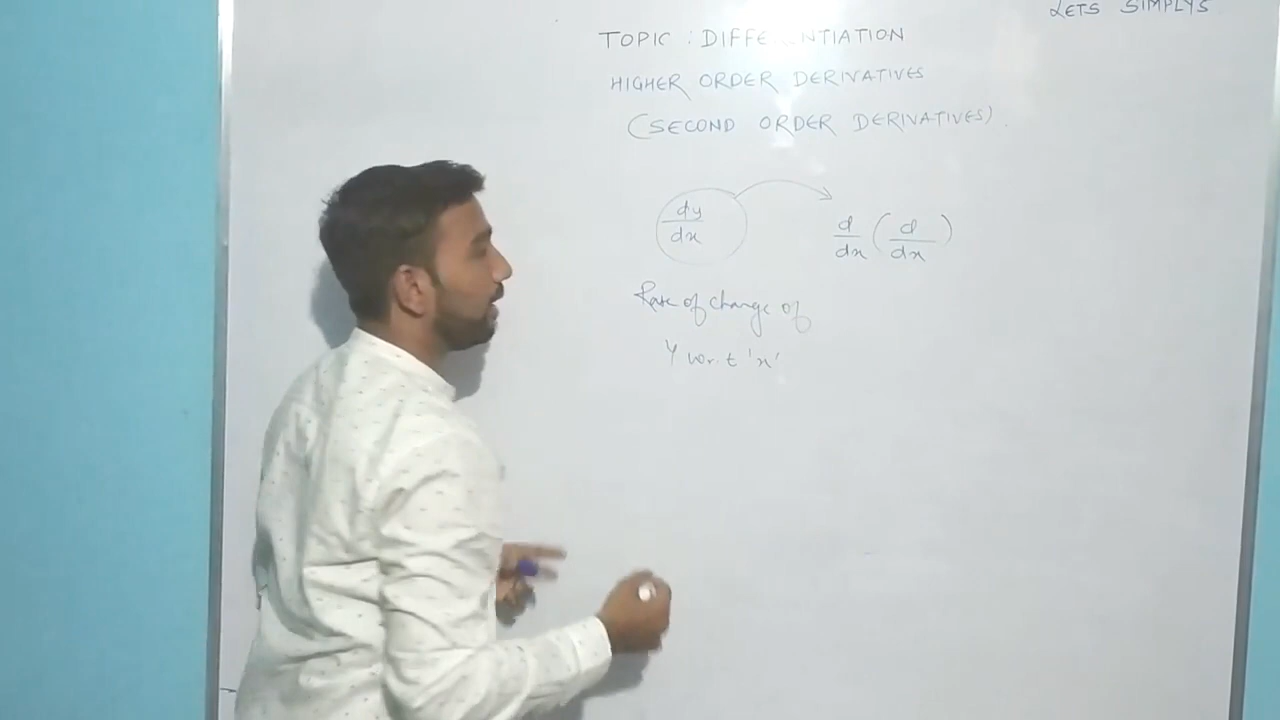 LETS SIMPLYS
TOPIC : DIFFERENTIATION
HIGHER ORDER DERIVATIVES
(SECOND ORDER DERIVATIVES)
dy/dx → d/dx (d/dx)
Rate of change of
Y w.r.t 'x'